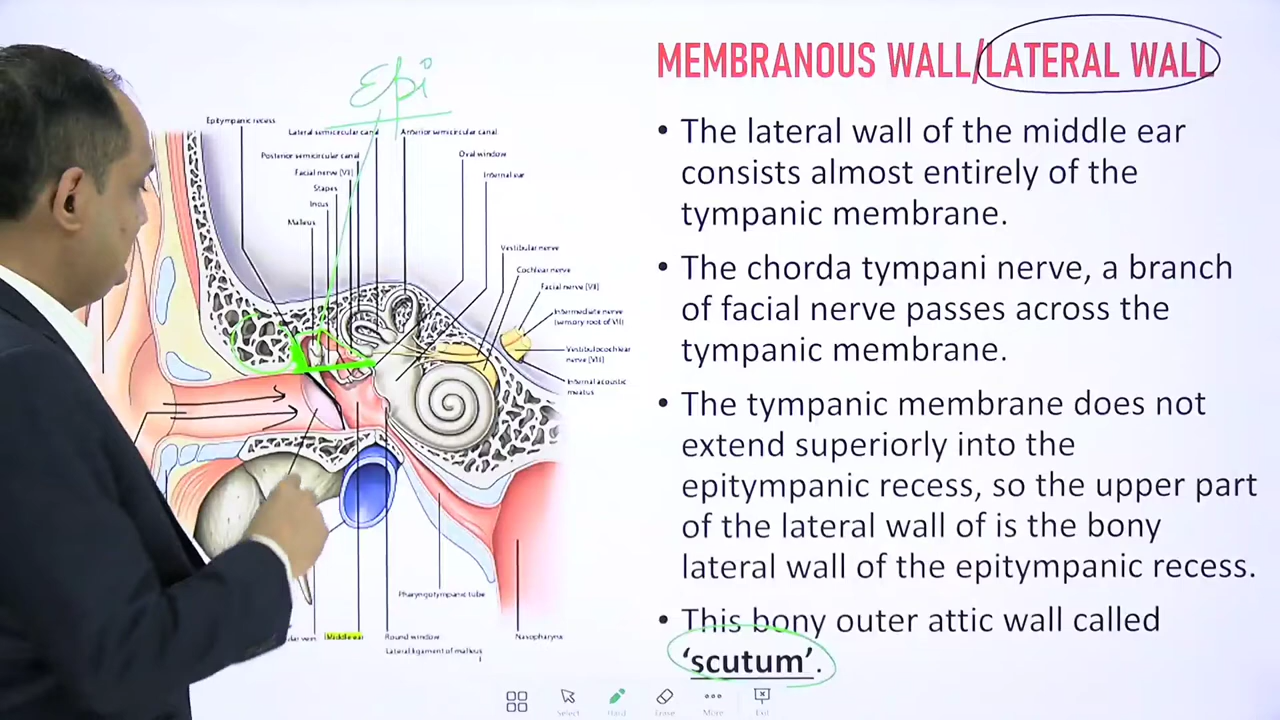 MEMBRANOUS WALL/LATERAL WALL
Epi
Epitympanic recess
Lateral semicircular canal
Anterior semicircular canal
Posterior semicircular canal
Oval window
Facial nerve [VII]
Internal ear
Stapes
Incus
Malleus
Vestibular nerve
Cochlear nerve
Facial nerve [VII]
Intermediate nerve
(sensory root of VII)
Vestibulocochlear
nerve [VIII]
Internal acoustic
meatus
Pharyngotympanic tube
Middle ear
Round window
Nasopharynx
Lateral ligament of malleus
• The lateral wall of the middle ear
consists almost entirely of the
tympanic membrane.
• The chorda tympani nerve, a branch
of facial nerve passes across the
tympanic membrane.
• The tympanic membrane does not
extend superiorly into the
epitympanic recess, so the upper part
of the lateral wall of is the bony
lateral wall of the epitympanic recess.
• This bony outer attic wall called
‘scutum’.
Select
Erase
More
Exit